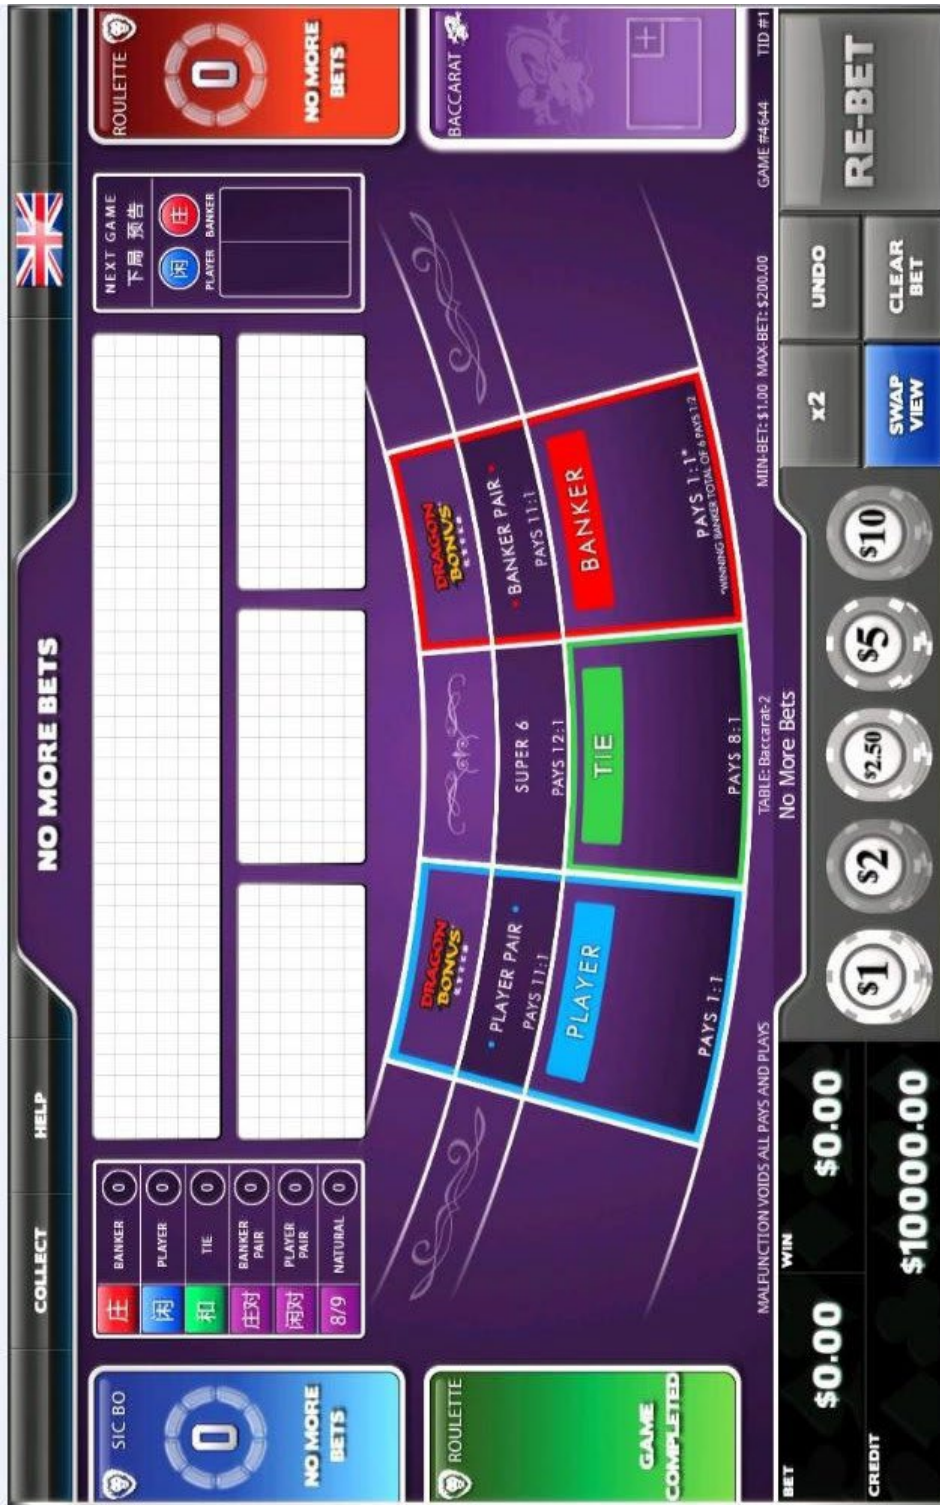 COLLECT
HELP
NO MORE BETS
SIC BO
0
NO MORE
BETS
ROULETTE
GAME
COMPLETED
庄 BANKER 0
闲 PLAYER 0
和 TIE 0
庄对 BANKER PAIR 0
闲对 PLAYER PAIR 0
8/9 NATURAL 0
NEXT GAME
下局 预告
闲 庄
PLAYER BANKER
ROULETTE
0
NO MORE
BETS
BACCARAT
DRAGON
BONUS
DRAGON
BONUS
• PLAYER PAIR •
PAYS 11:1
SUPER 6
PAYS 12:1
• BANKER PAIR •
PAYS 11:1
PLAYER
TIE
BANKER
PAYS 1:1
PAYS 8:1
PAYS 1:1*
*WINNING BANKER TOTAL OF 6 PAYS 1:2
MALFUNCTION VOIDS ALL PAYS AND PLAYS
TABLE: Baccarat-2
MIN-BET: $1.00 MAX-BET: $200.00
GAME #4644
TID #1
No More Bets
BET
$0.00
WIN
$0.00
CREDIT
$10000.00
$1
$2
$2.50
$5
$10
x2
UNDO
SWAP
VIEW
CLEAR
BET
RE-BET